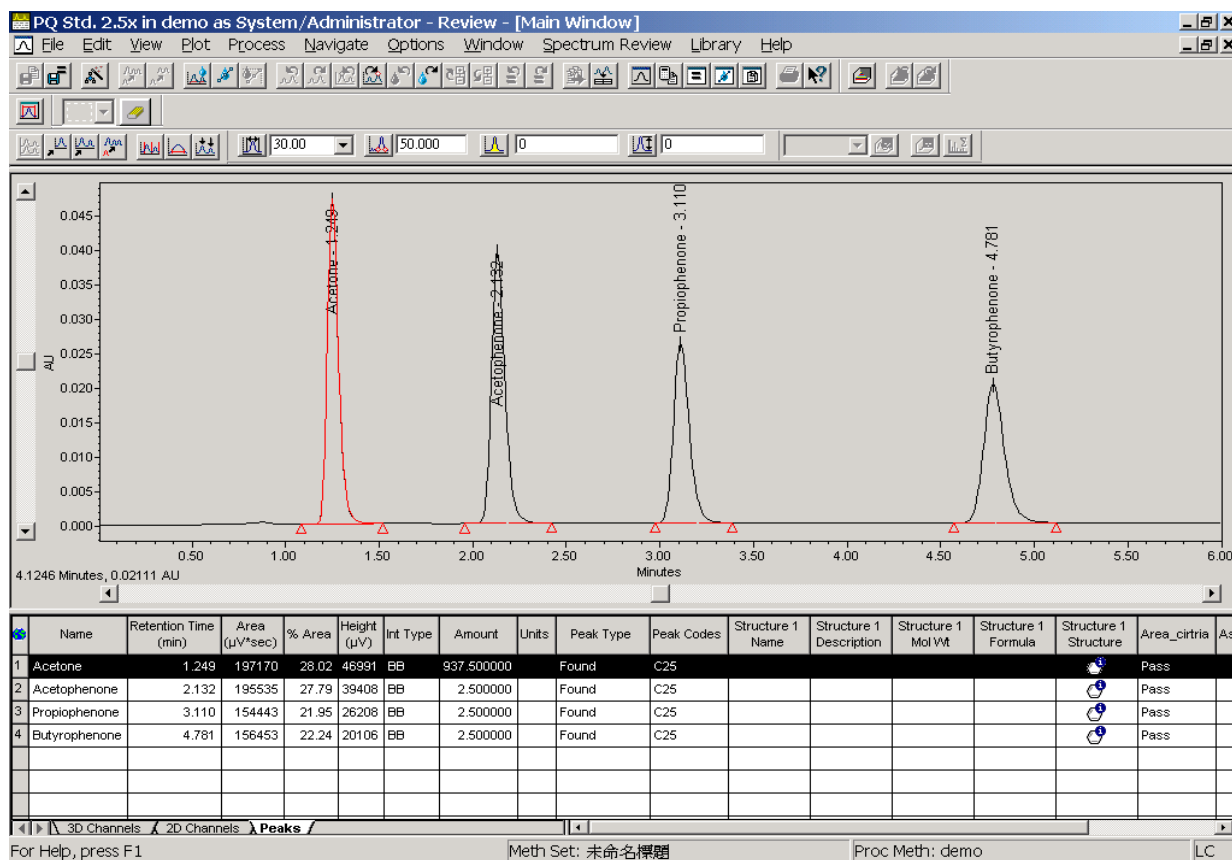 PQ Std. 2.5x in demo as System/Administrator - Review - [Main Window]
File Edit View Plot Process Navigate Options Window Spectrum Review Library Help
30.00 50.000 0 0
0.045
0.040
0.035
0.030
0.025
0.020
0.015
0.010
0.005
0.000
AU
Acetone - 1.249
Acetophenone - 2.132
Propiophenone - 3.110
Butyrophenone - 4.781
0.50 1.00 1.50 2.00 2.50 3.00 3.50 4.00 4.50 5.00 5.50 6.00
Minutes
4.1246 Minutes, 0.02111 AU
Name Retention Time (min) Area (µV*sec) % Area Height (µV) Int Type Amount Units Peak Type Peak Codes Structure 1 Name Structure 1 Description Structure 1 Mol Wt Structure 1 Formula Structure 1 Structure Area_cirtria As
1 Acetone 1.249 197170 28.02 46991 BB 937.500000 Found C25 Pass
2 Acetophenone 2.132 195535 27.79 39408 BB 2.500000 Found C25 Pass
3 Propiophenone 3.110 154443 21.95 26208 BB 2.500000 Found C25 Pass
4 Butyrophenone 4.781 156453 22.24 20106 BB 2.500000 Found C25 Pass
3D Channels 2D Channels Peaks
For Help, press F1 Meth Set: 未命名標題 Proc Meth: demo LC